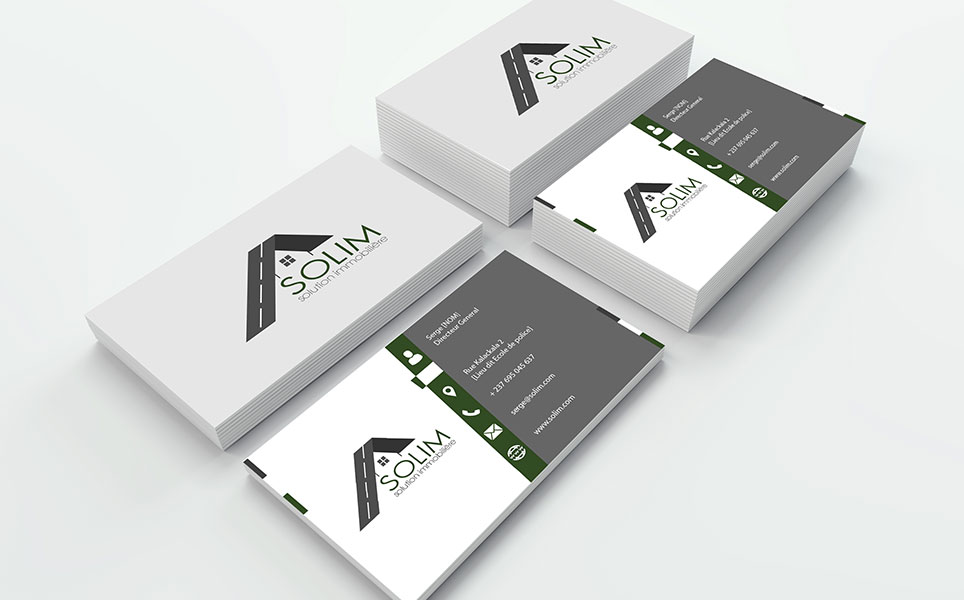 SOLIM
solution immobilière
Serge [NOM]
Directeur General
Rue Kalackala 2
[Lieu dit Ecole de police]
+ 237 695 045 637
serge@solim.com
www.solim.com
SOLIM
solution immobilière
SOLIM
solution immobilière
SOLIM
solution immobilière
Serge [NOM]
Directeur General
Rue Kalackala 2
[Lieu dit Ecole de police]
+ 237 695 045 637
serge@solim.com
www.solim.com